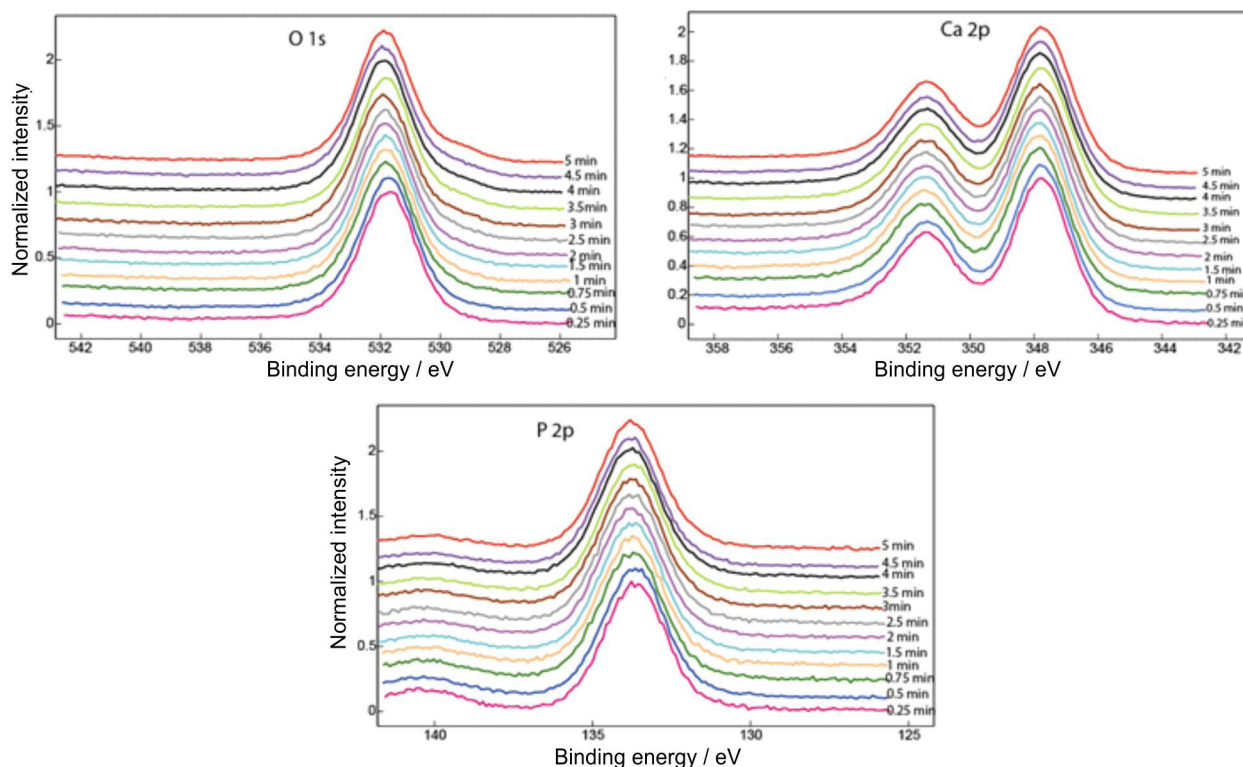 O 1s
Normalized intensity
2
1.5
1
0.5
0
5 min
4.5 min
4 min
3.5min
3 min
2.5 min
2 min
1.5 min
1 min
0.75 min
0.5 min
0.25 min
542 540 538 536 534 532 530 528 526
Binding energy / eV
Ca 2p
2
1.8
1.6
1.4
1.2
1
0.8
0.6
0.4
0.2
0
5 min
4.5 min
4 min
3.5 min
3 min
2.5 min
2 min
1.5 min
1 min
0.75 min
0.5 min
0.25 min
358 356 354 352 350 348 346 344 342
Binding energy / eV
P 2p
Normalized intensity
2
1.5
1
0.5
0
5 min
4.5 min
4 min
3.5 min
3min
2.5 min
2 min
1.5 min
1 min
0.75 min
0.5 min
0.25 min
140 135 130 125
Binding energy / eV